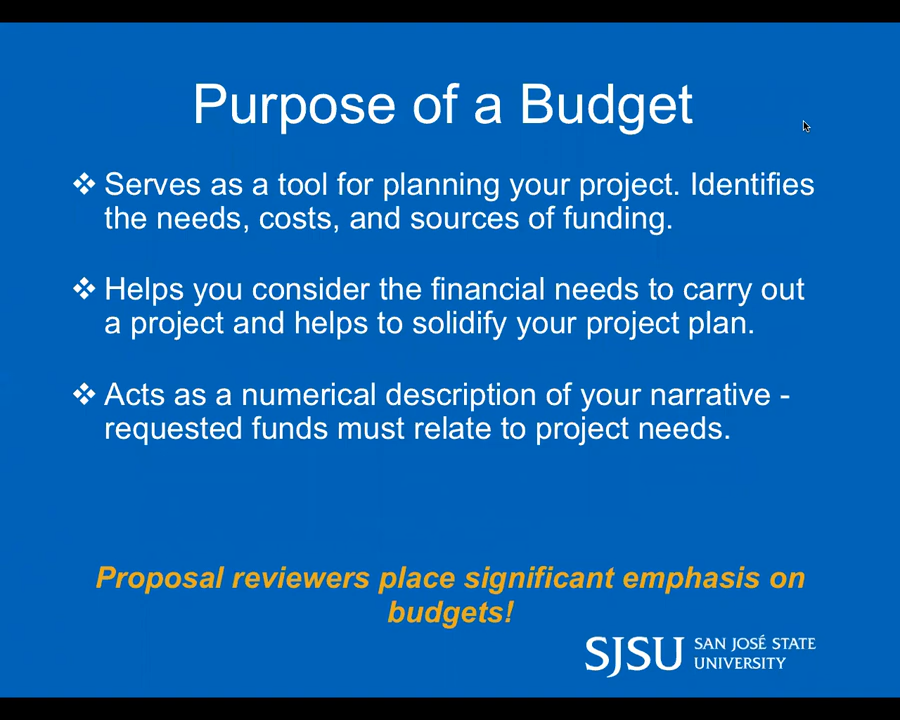 Purpose of a Budget
❖ Serves as a tool for planning your project. Identifies
the needs, costs, and sources of funding.
❖ Helps you consider the financial needs to carry out
a project and helps to solidify your project plan.
❖ Acts as a numerical description of your narrative -
requested funds must relate to project needs.
Proposal reviewers place significant emphasis on
budgets!
SJSU SAN JOSÉ STATE
UNIVERSITY